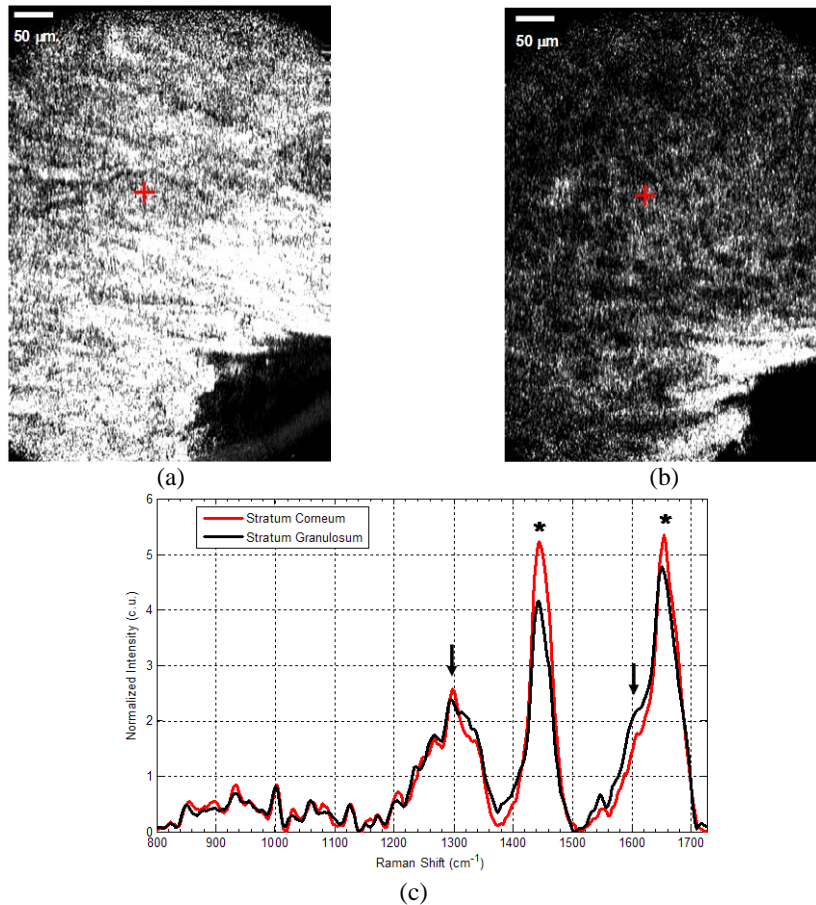 50 µm
50 µm
(a)
(b)
6
5
4
3
2
1
0
Normalized Intensity (c.u.)
Stratum Corneum
Stratum Granulosum
*
*
800 900 1000 1100 1200 1300 1400 1500 1600 1700
Raman Shift (cm⁻¹)
(c)